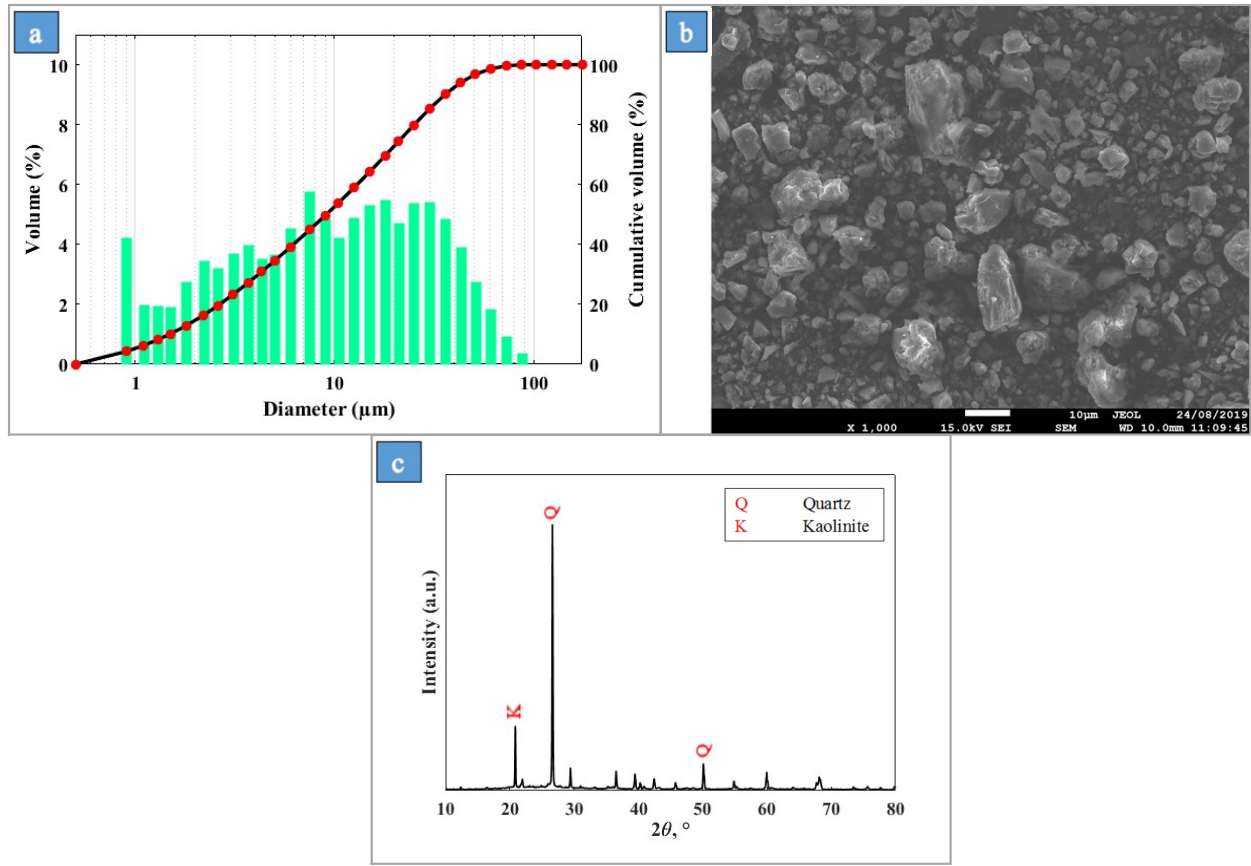 a
10
8
6
4
2
0
Volume (%)
100
80
60
40
20
0
Cumulative volume (%)
1 10 100
Diameter (µm)
b
10µm JEOL 24/08/2019
X 1,000 15.0kV SEI SEM WD 10.0mm 11:09:45
c
Q Quartz
K Kaolinite
Q
K
Q
Intensity (a.u.)
10 20 30 40 50 60 70 80
2θ, °